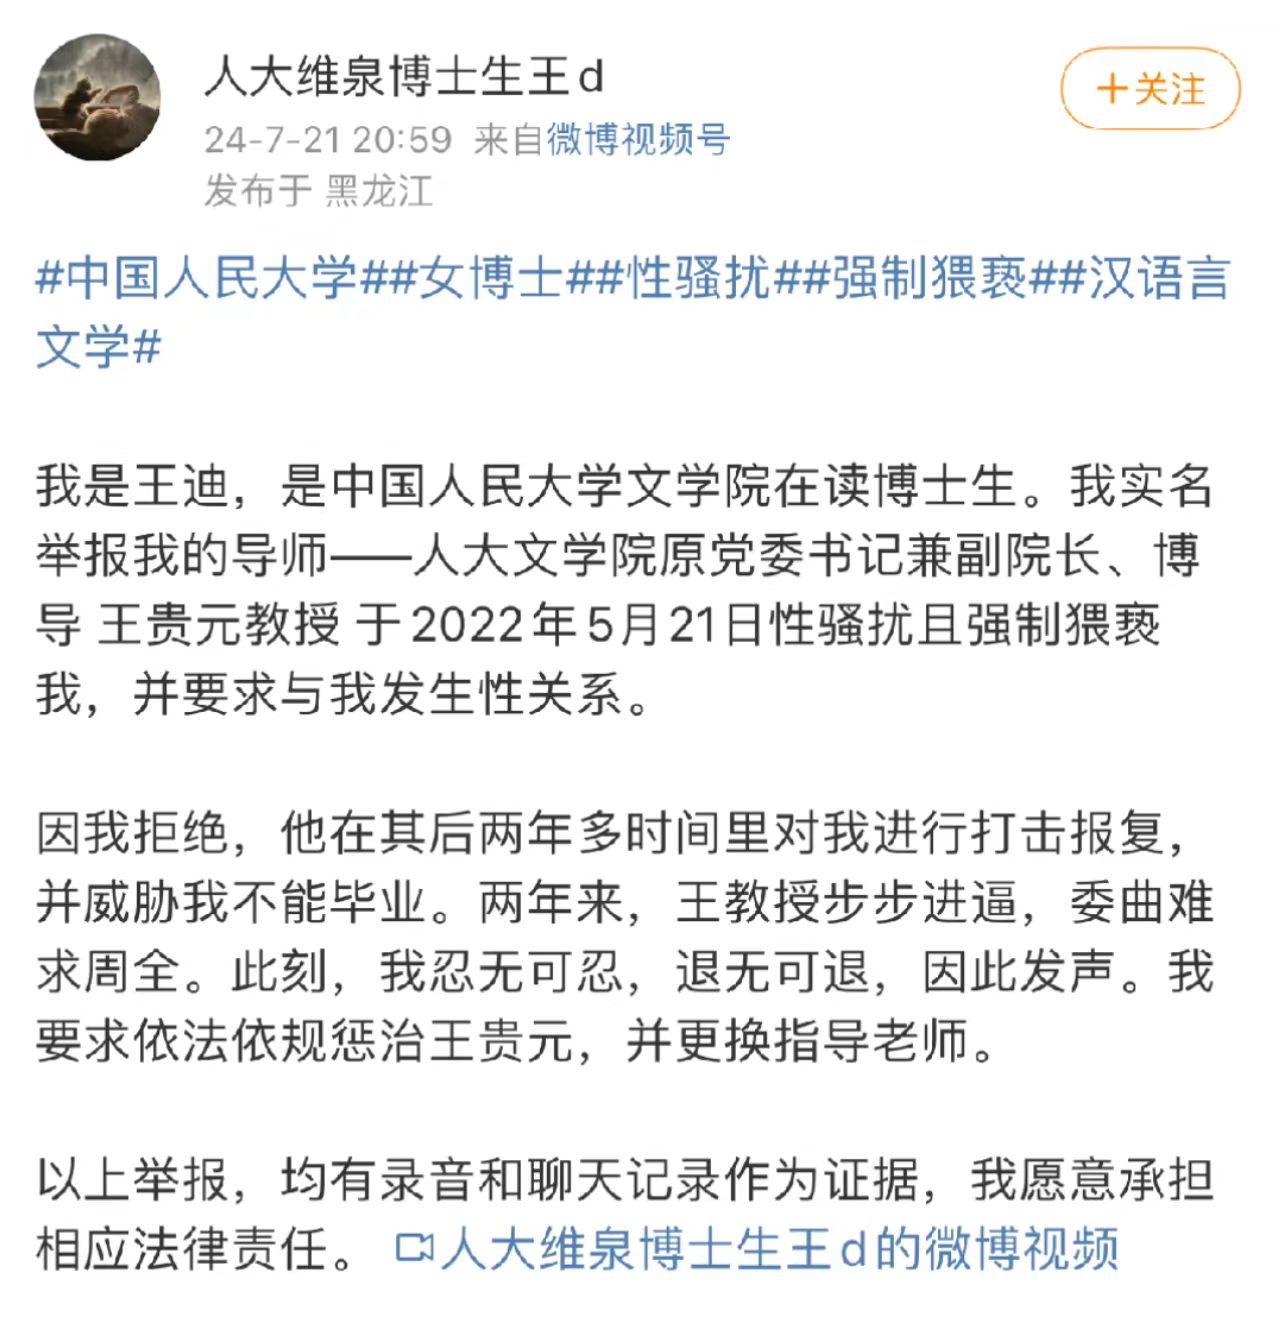 人大维泉博士生王d
+关注
24-7-21 20:59 来自微博视频号
发布于 黑龙江
#中国人民大学##女博士##性骚扰##强制猥亵##汉语言
文学#
我是王迪，是中国人民大学文学院在读博士生。我实名
举报我的导师——人大文学院原党委书记兼副院长、博
导 王贵元教授 于2022年5月21日性骚扰且强制猥亵
我，并要求与我发生性关系。
因我拒绝，他在其后两年多时间里对我进行打击报复，
并威胁我不能毕业。两年来，王教授步步进逼，委曲难
求周全。此刻，我忍无可忍，退无可退，因此发声。我
要求依法依规惩治王贵元，并更换指导老师。
以上举报，均有录音和聊天记录作为证据，我愿意承担
相应法律责任。 人大维泉博士生王d的微博视频